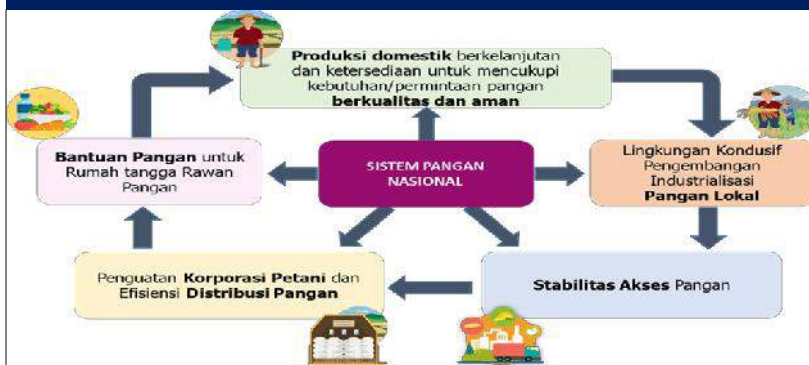 Produksi domestik berkelanjutan
dan ketersediaan untuk mencukupi
kebutuhan/permintaan pangan
berkualitas dan aman
Bantuan Pangan untuk
Rumah tangga Rawan
Pangan
SISTEM PANGAN
NASIONAL
Lingkungan Kondusif
Pengembangan
Industrialisasi
Pangan Lokal
Penguatan Korporasi Petani dan
Efisiensi Distribusi Pangan
Stabilitas Akses Pangan